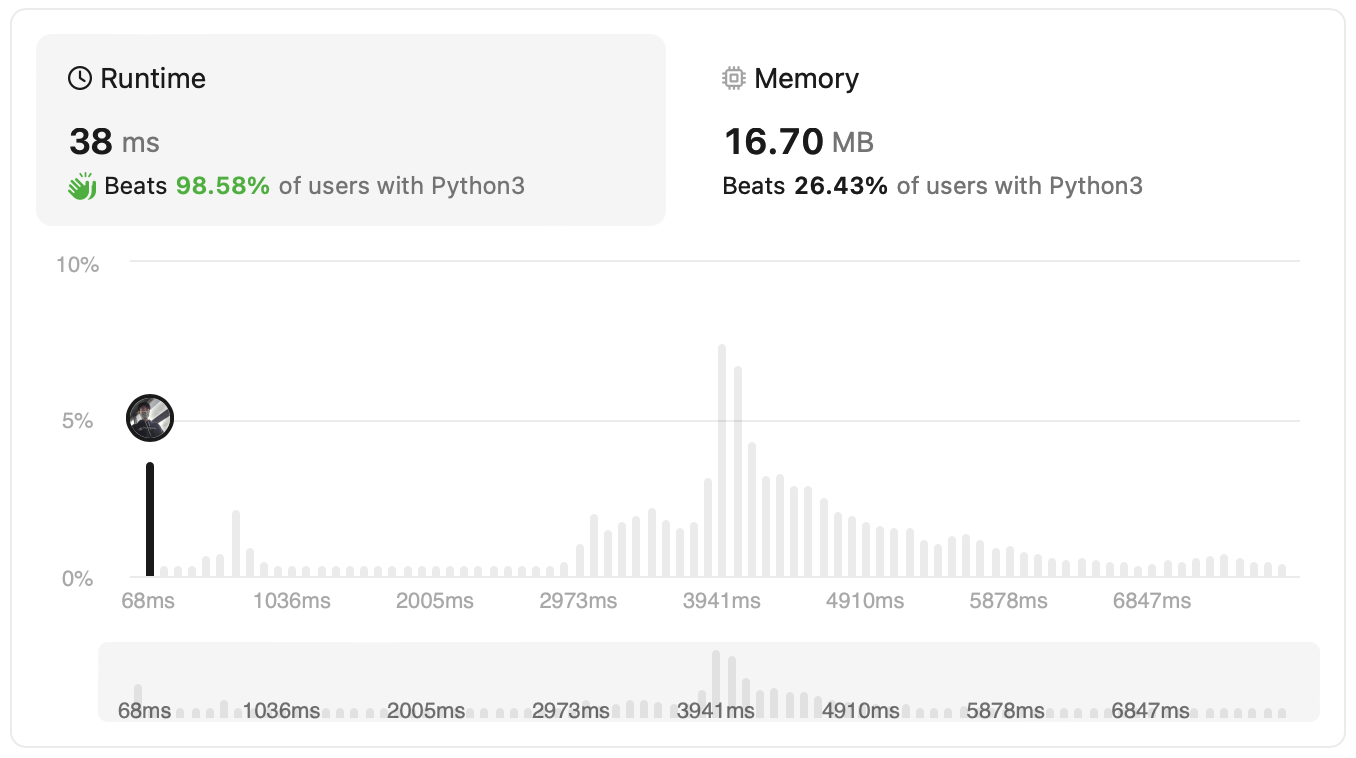 Runtime
38 ms
Beats 98.58% of users with Python3
Memory
16.70 MB
Beats 26.43% of users with Python3
10%
5%
0%
68ms 1036ms 2005ms 2973ms 3941ms 4910ms 5878ms 6847ms
68ms 1036ms 2005ms 2973ms 3941ms 4910ms 5878ms 6847ms